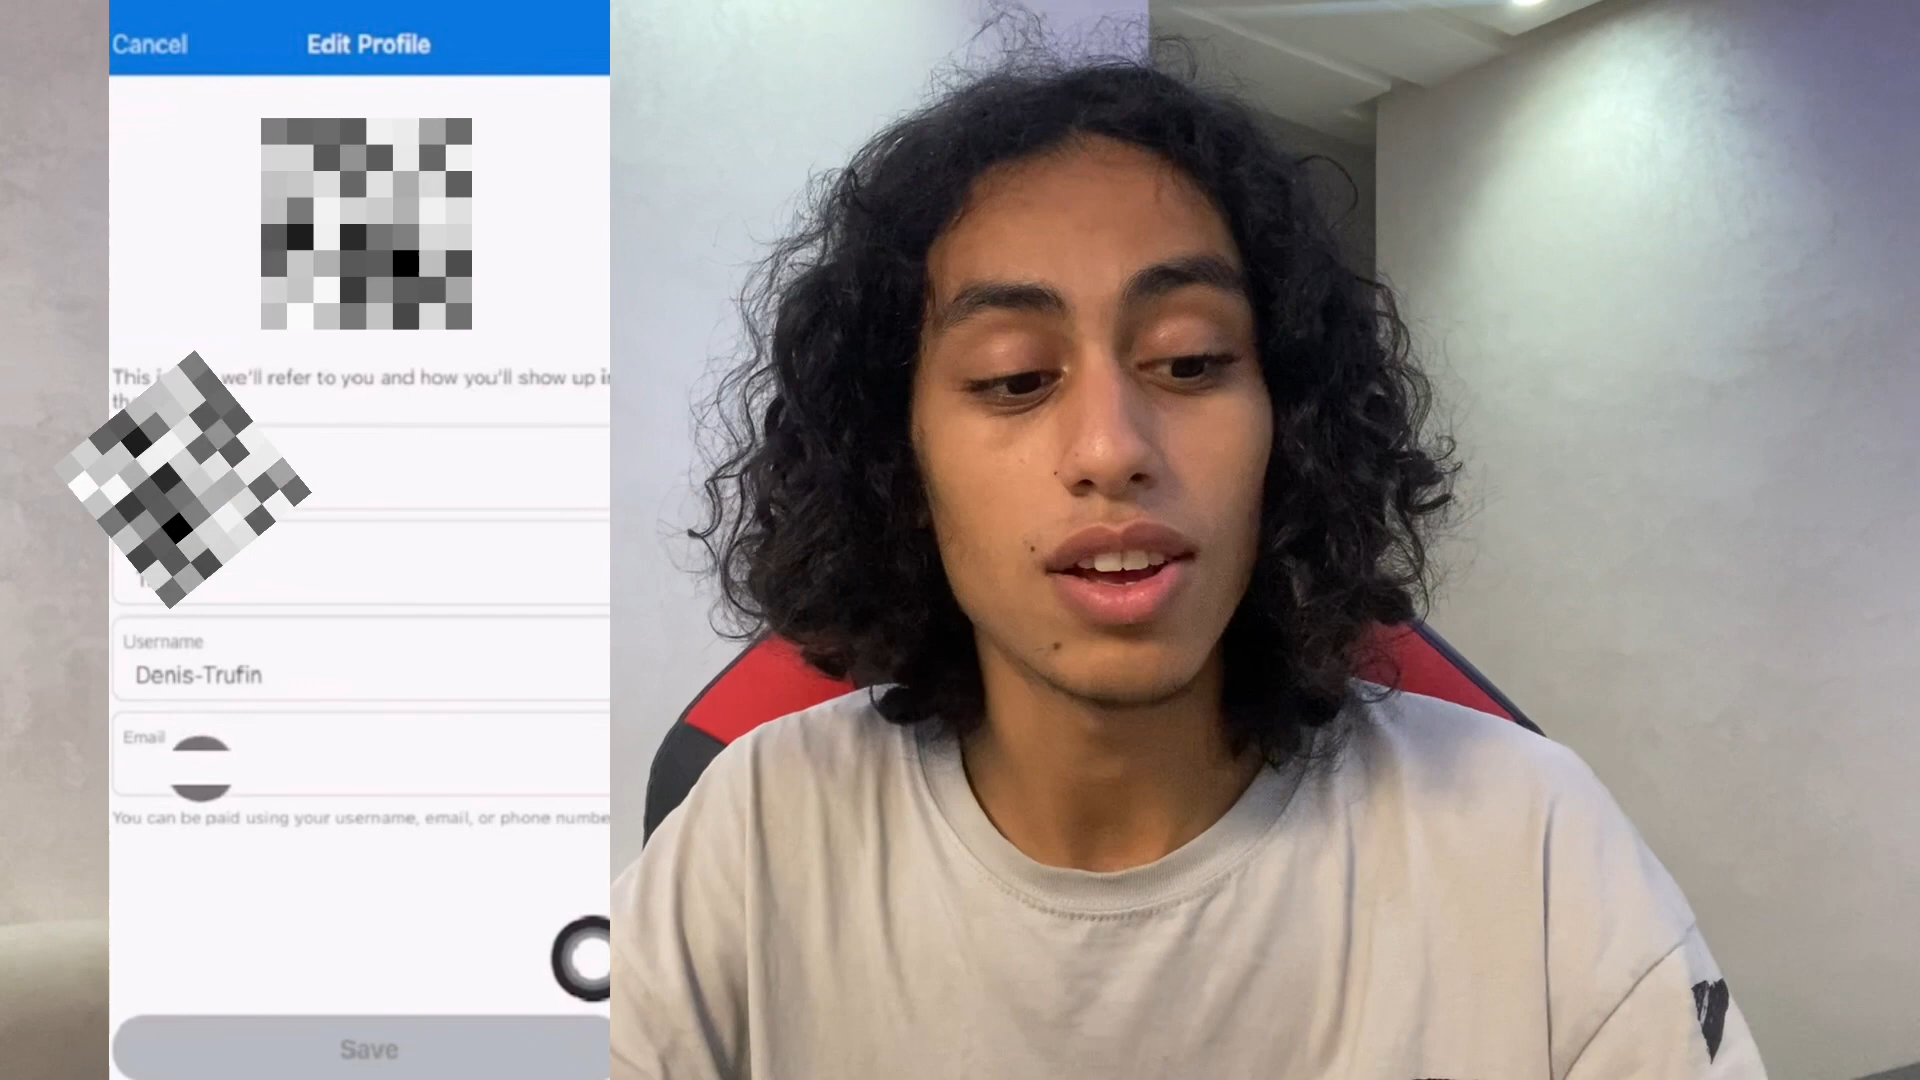 Cancel
Edit Profile
This we'll refer to you and how you'll show up
Username
Denis-Trufin
Email
You can be paid using your username, email, or phone
Save